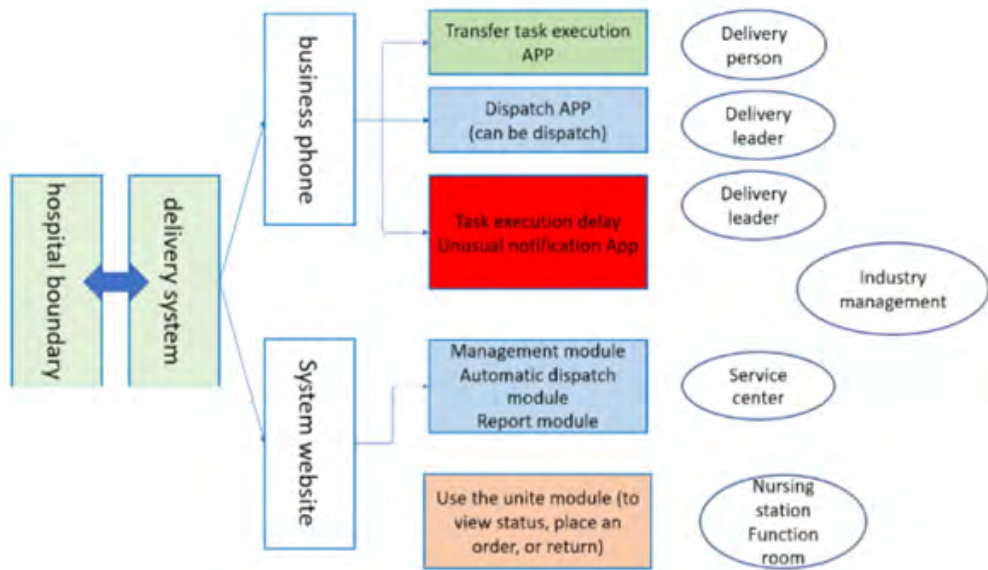 hospital boundary
delivery system
business phone
System website
Transfer task execution
APP
Dispatch APP
(can be dispatch)
Task execution delay
Unusual notification App
Management module
Automatic dispatch
module
Report module
Use the unite module (to
view status, place an
order, or return)
Delivery
person
Delivery
leader
Delivery
leader
Industry
management
Service
center
Nursing
station
Function
room